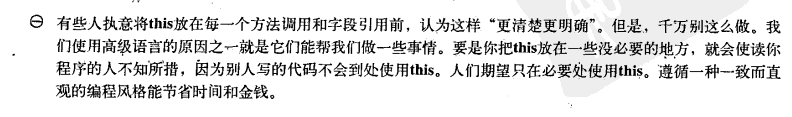 ㊀ 有些人执意将this放在每一个方法调用和字段引用前，认为这样“更清楚更明确”。但是，千万别这么做。我
们使用高级语言的原因之一就是它们能帮我们做一些事情。要是你把this放在一些没必要的地方，就会使读你
程序的人不知所措，因为别人写的代码不会到处使用this。人们期望只在必要处使用this。遵循一种一致而直
观的编程风格能节省时间和金钱。